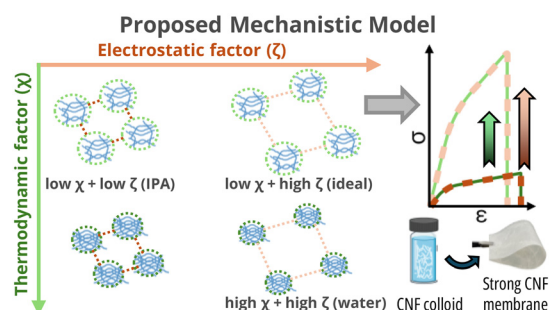 Proposed Mechanistic Model
Electrostatic factor (ζ)
Thermodynamic factor (χ)
low χ + low ζ (IPA)
low χ + high ζ (ideal)
high χ + high ζ (water)
σ
ε
CNF colloid
Strong CNF
membrane